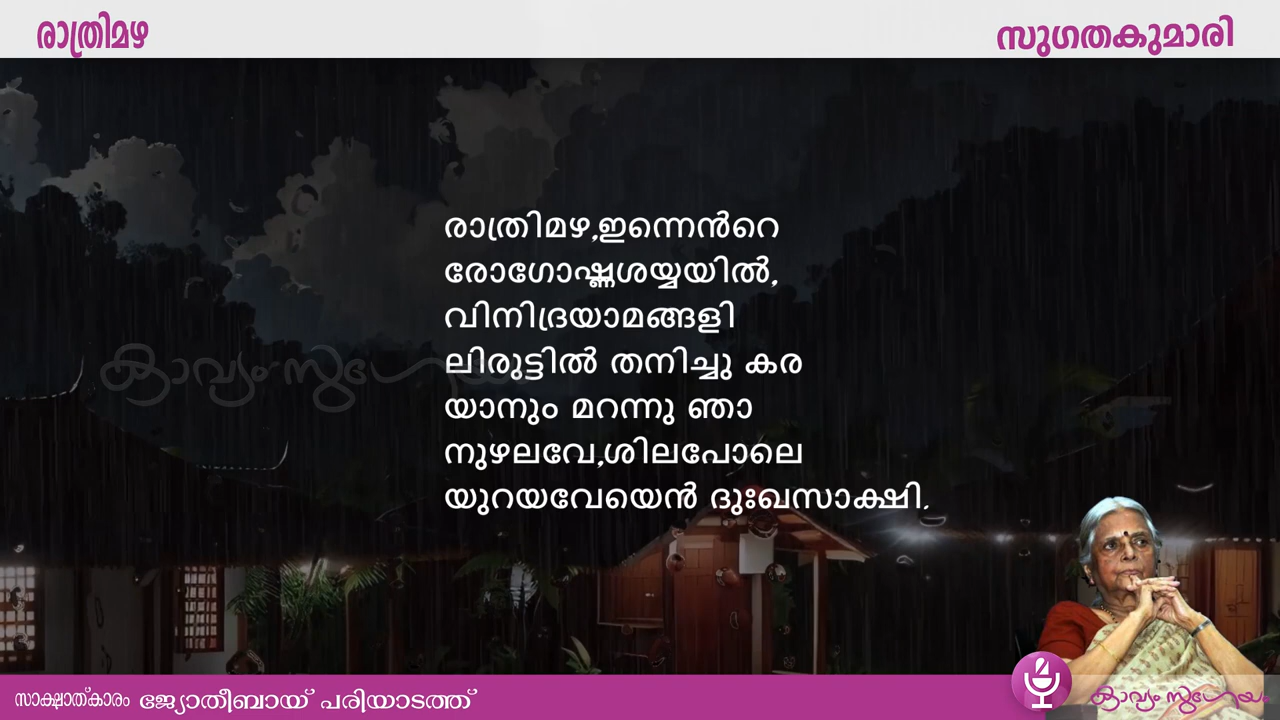 രാത്രിമഴ
സുഗതകുമാരി
രാത്രിമഴ,ഇന്നെൻറെ
രോഗോഷ്ണശയ്യയിൽ,
വിനിദ്രയാമങ്ങളി
ലിരുട്ടിൽ തനിച്ചു കര
യാനും മറന്നു ഞാ
നുഴലവേ,ശിലപോലെ
യുറയവേയെൻ ദുഃഖസാക്ഷി.
കാവ്യം സുഗേയം
സാക്ഷാത്കാരം ജ്യോതീബായ് പരിയാടത്ത്
കാവ്യം സുഗേയം